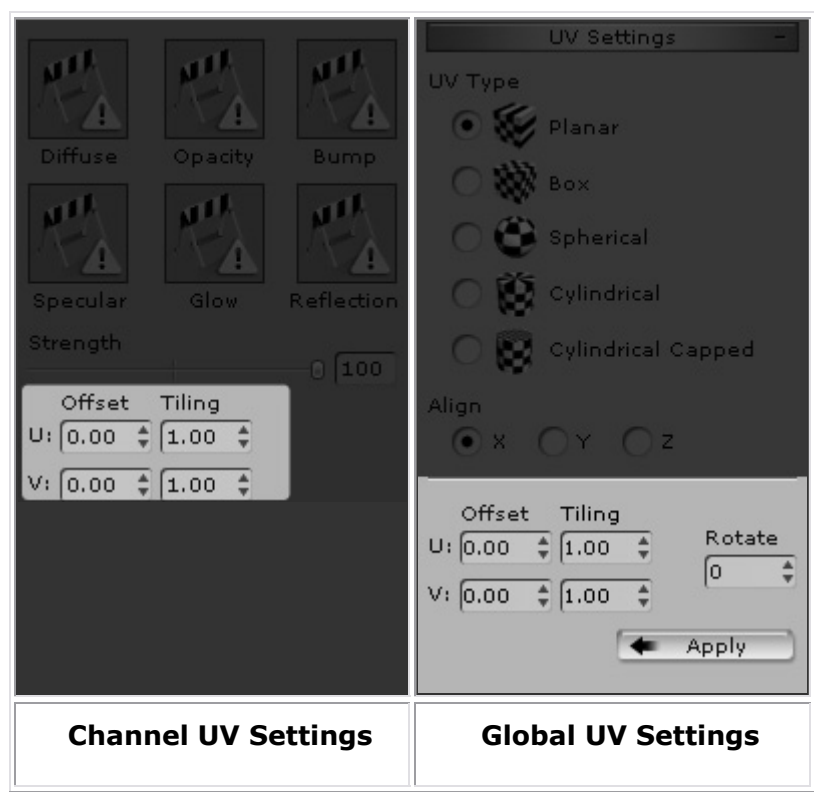 Diffuse Opacity Bump
Specular Glow Reflection
Strength
100
Offset Tiling
U: 0.00 1.00
V: 0.00 1.00
Channel UV Settings
UV Settings -
UV Type
Planar
Box
Spherical
Cylindrical
Cylindrical Capped
Align
X Y Z
Offset Tiling
U: 0.00 1.00
Rotate
0
V: 0.00 1.00
Apply
Global UV Settings